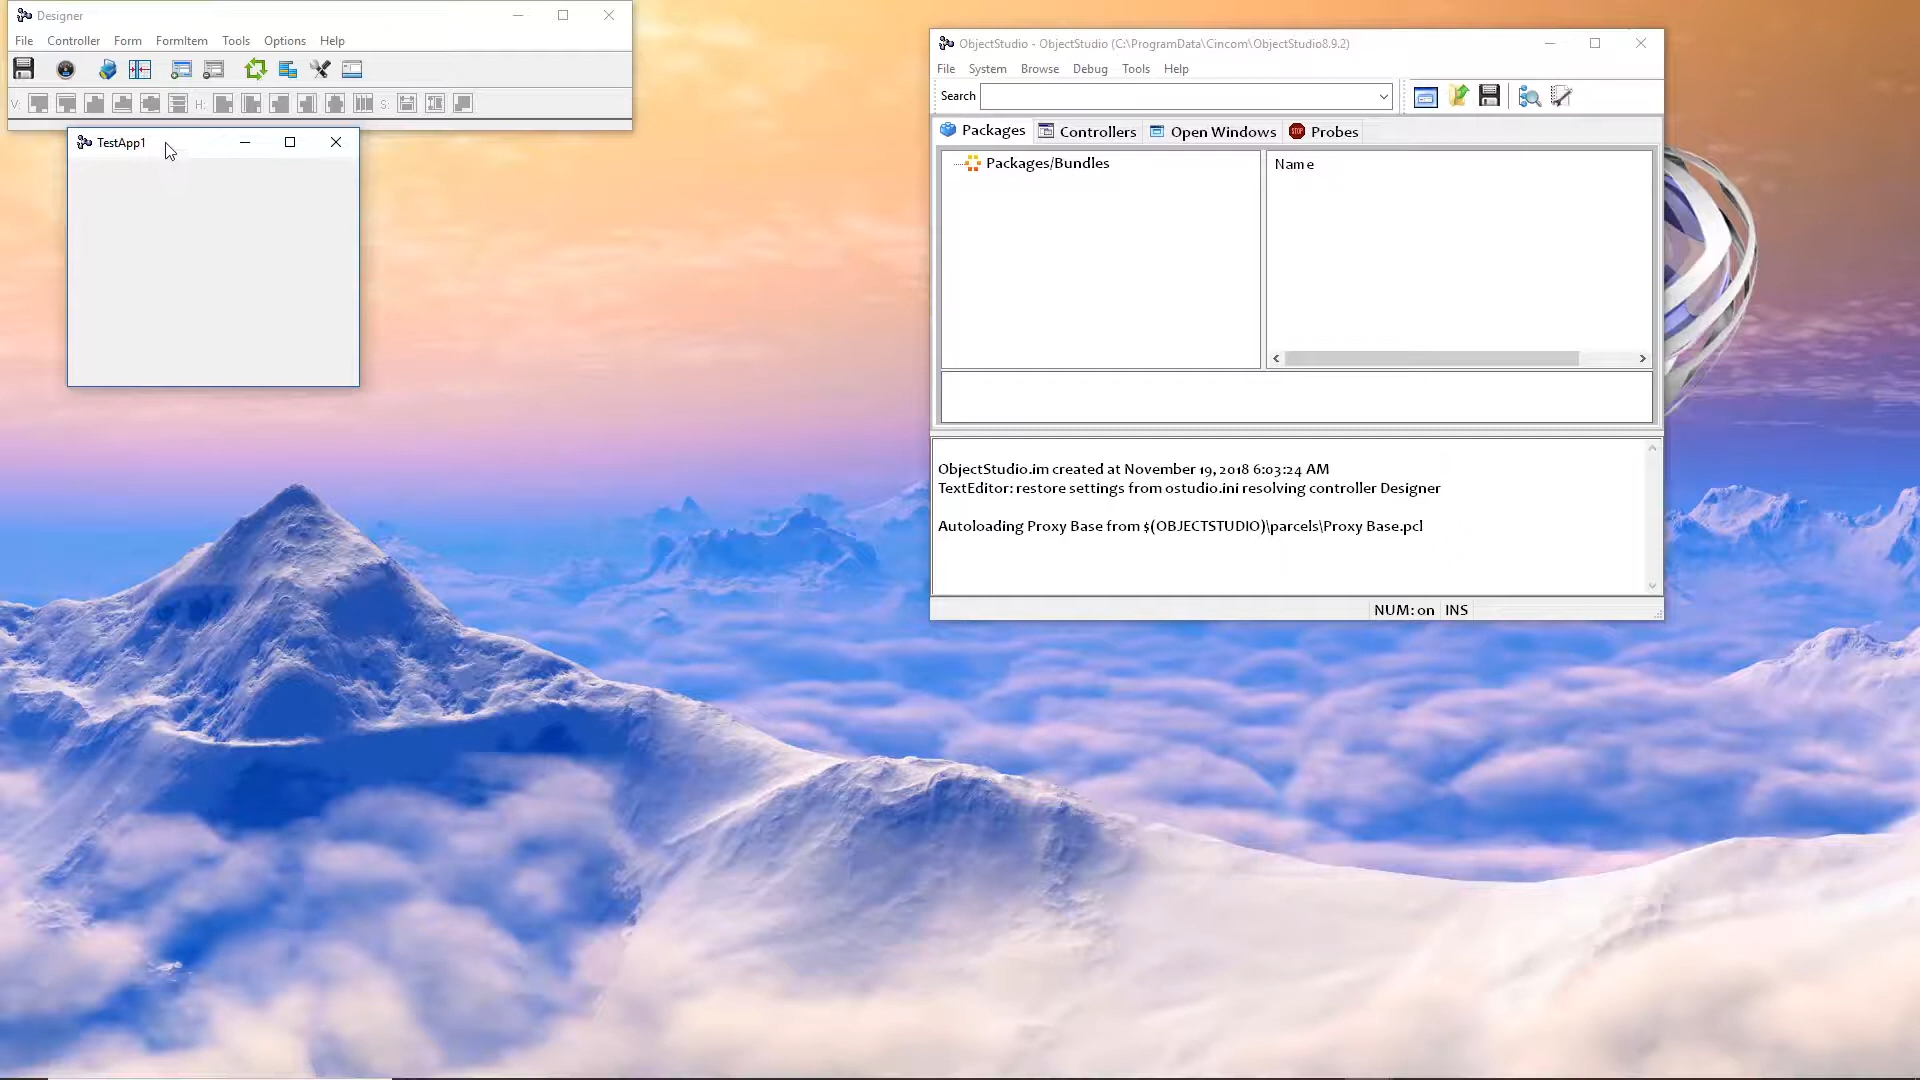 Designer
File Controller Form FormItem Tools Options Help
V: H: S:
TestApp1
ObjectStudio - ObjectStudio (C:\ProgramData\Cincom\ObjectStudio8.9.2)
File System Browse Debug Tools Help
Search
Packages Controllers Open Windows STOP Probes
Packages/Bundles
Name
ObjectStudio.im created at November 19, 2018 6:03:24 AM
TextEditor: restore settings from ostudio.ini resolving controller Designer
Autoloading Proxy Base from $(OBJECTSTUDIO)\parcels\Proxy Base.pcl
NUM: on INS